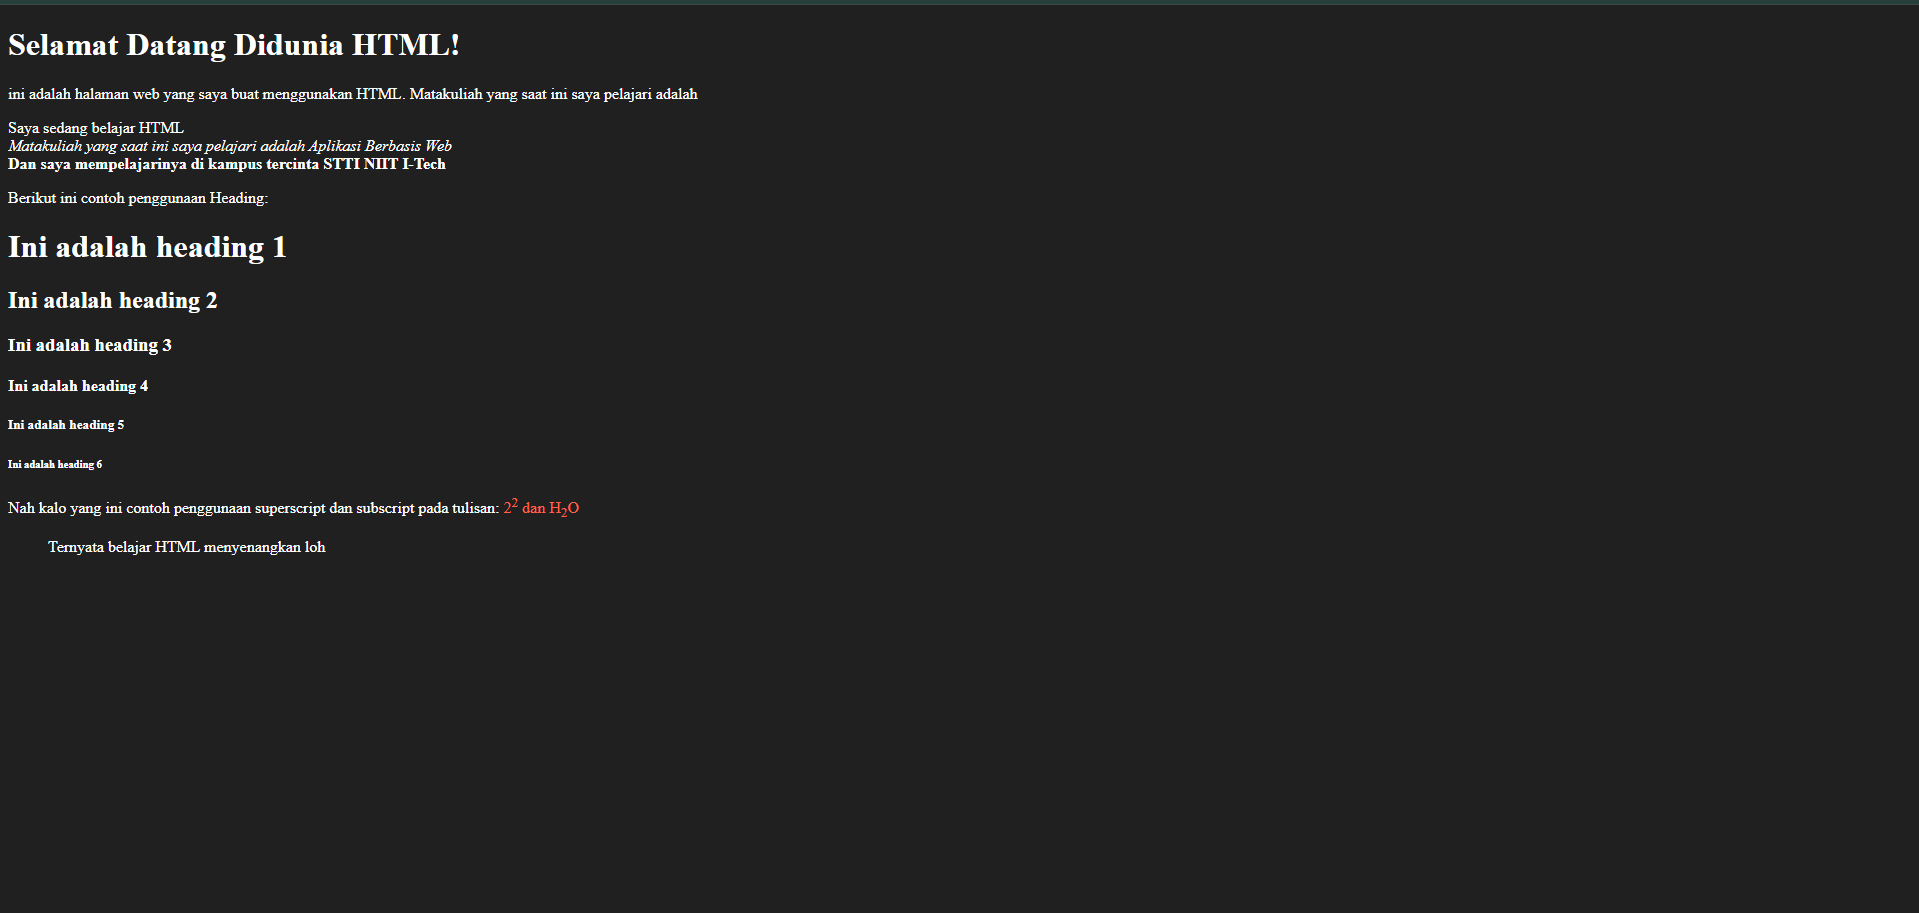 Selamat Datang Didunia HTML!
ini adalah halaman web yang saya buat menggunakan HTML. Matakuliah yang saat ini saya pelajari adalah
Saya sedang belajar HTML
Matakuliah yang saat ini saya pelajari adalah Aplikasi Berbasis Web
Dan saya mempelajarinya di kampus tercinta STTI NIIT I-Tech
Berikut ini contoh penggunaan Heading:
Ini adalah heading 1
Ini adalah heading 2
Ini adalah heading 3
Ini adalah heading 4
Ini adalah heading 5
Ini adalah heading 6
Nah kalo yang ini contoh penggunaan superscript dan subscript pada tulisan: 2² dan H₂O
Ternyata belajar HTML menyenangkan loh